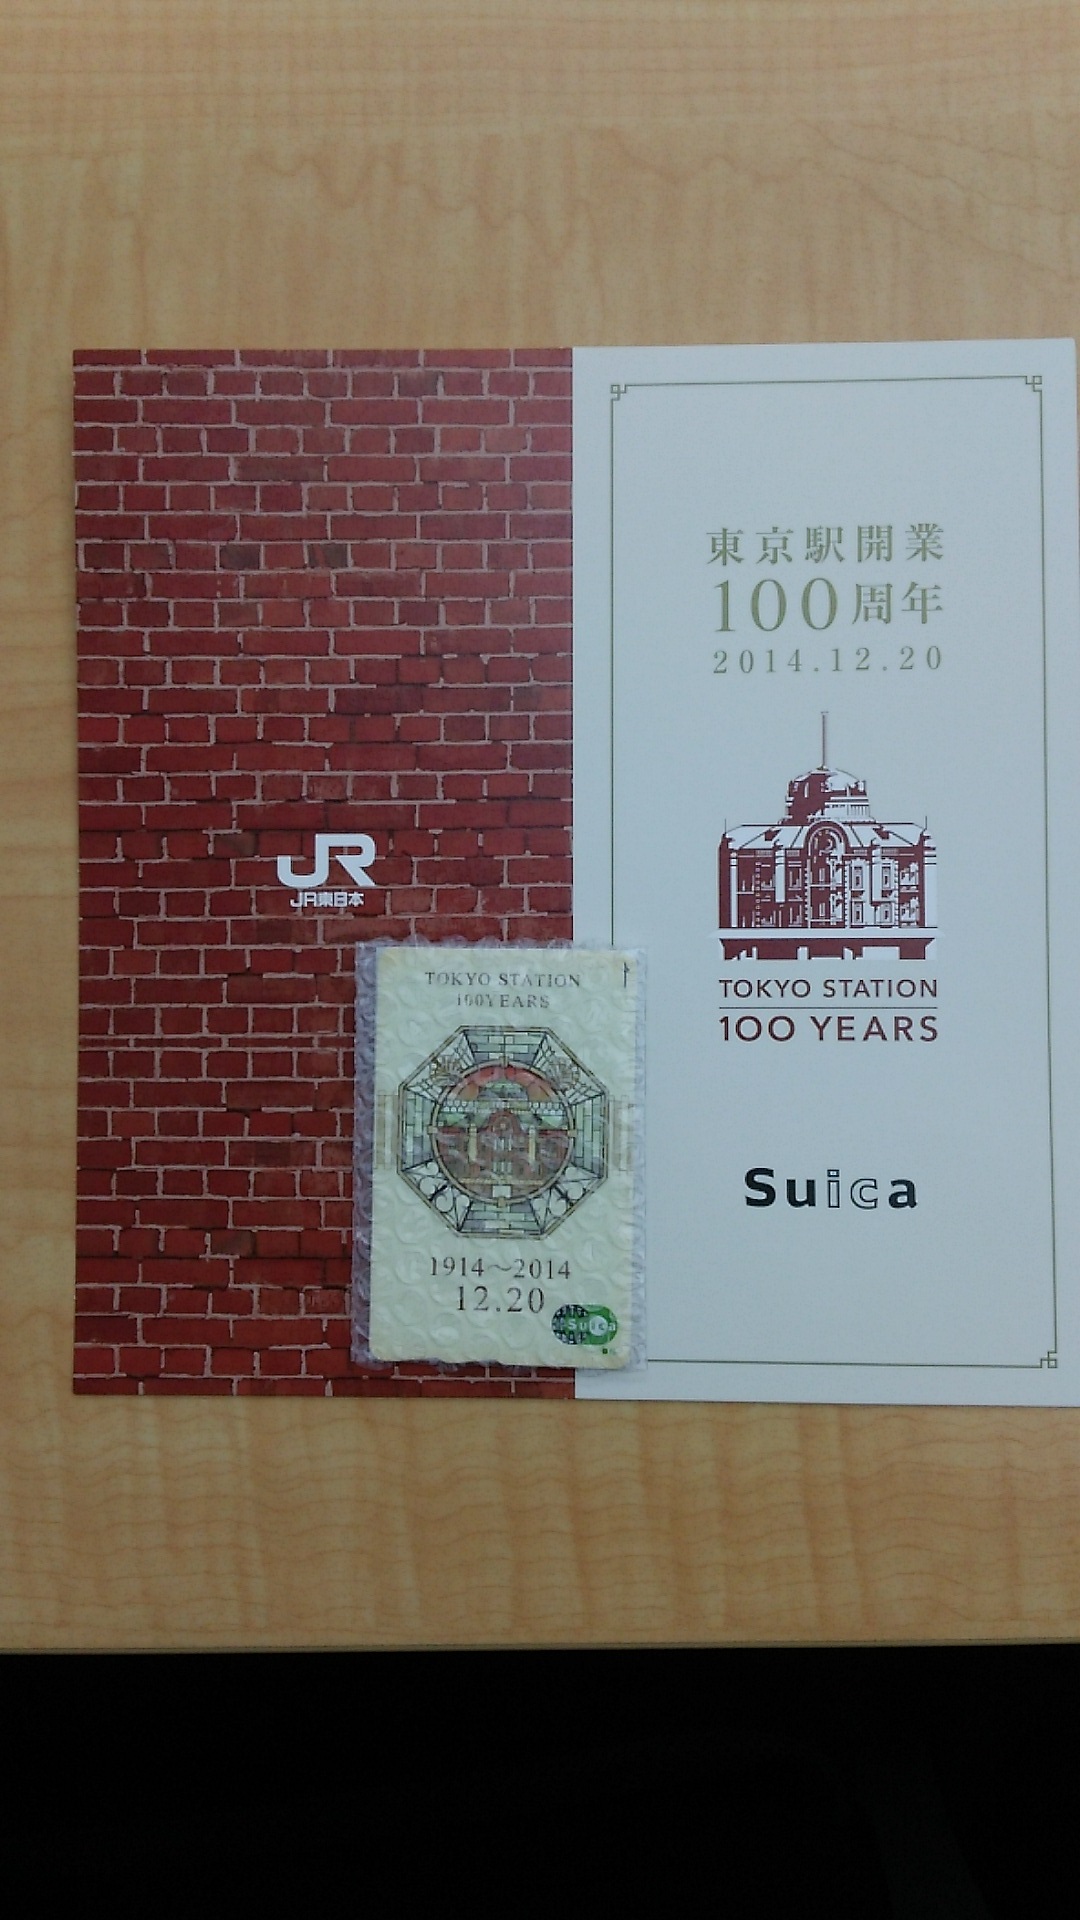 JR
JR東日本
東京駅開業
100周年
2014.12.20
TOKYO STATION
100 YEARS
Suica
TOKYO STATION
100YEARS
1914〜2014
12.20
Suica